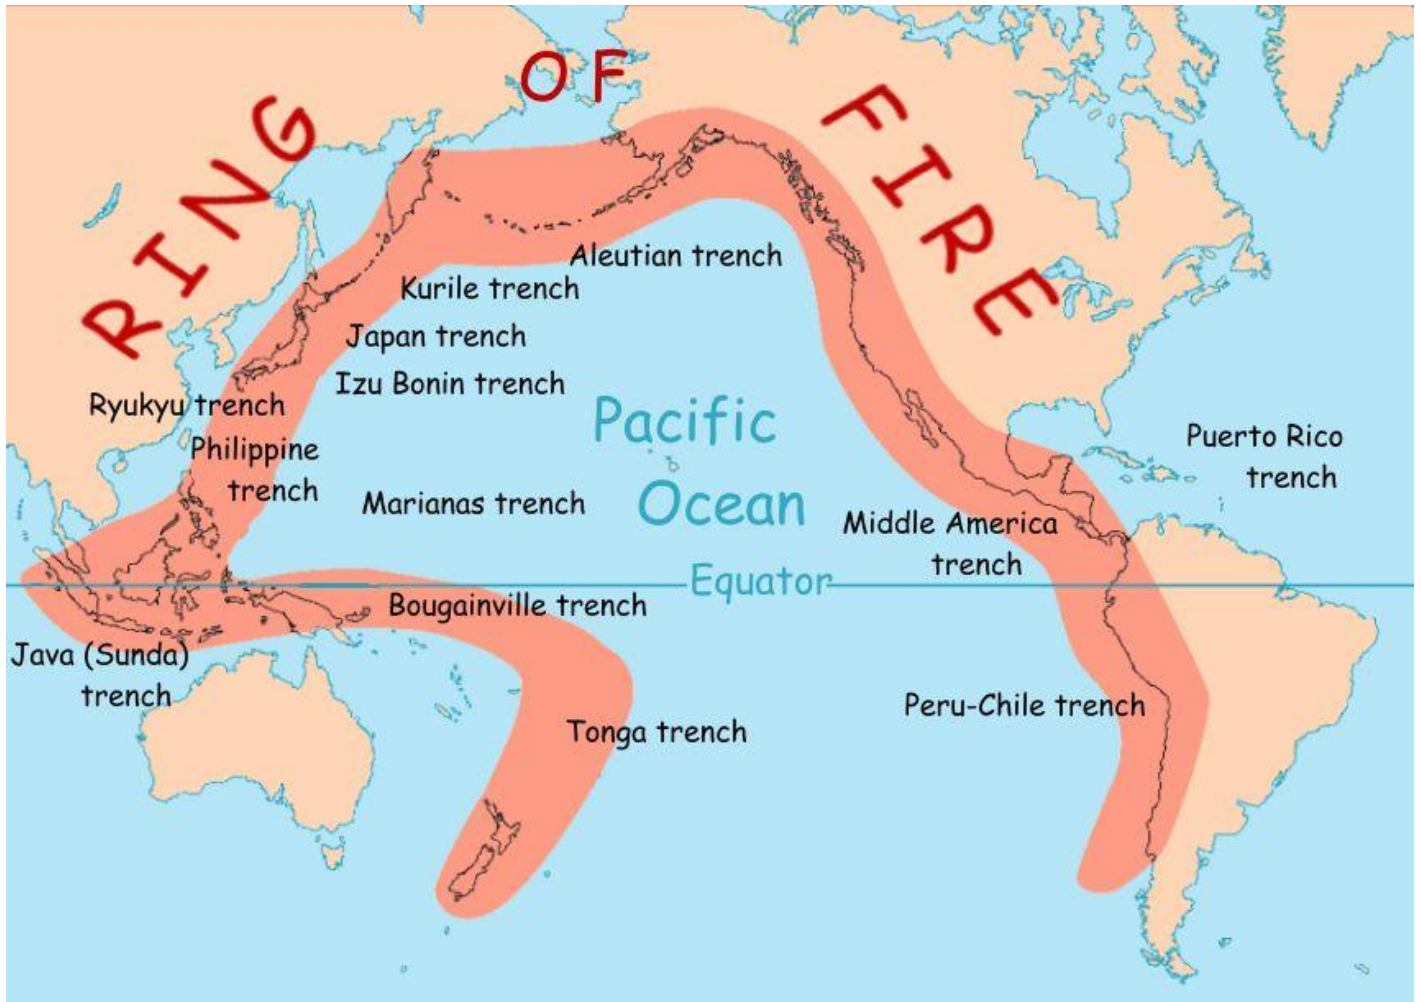 RING OF FIRE
Aleutian trench
Kurile trench
Japan trench
Izu Bonin trench
Ryukyu trench
Philippine
trench
Marianas trench
Pacific
Ocean
Puerto Rico
trench
Middle America
trench
Equator
Bougainville trench
Java (Sunda)
trench
Peru-Chile trench
Tonga trench